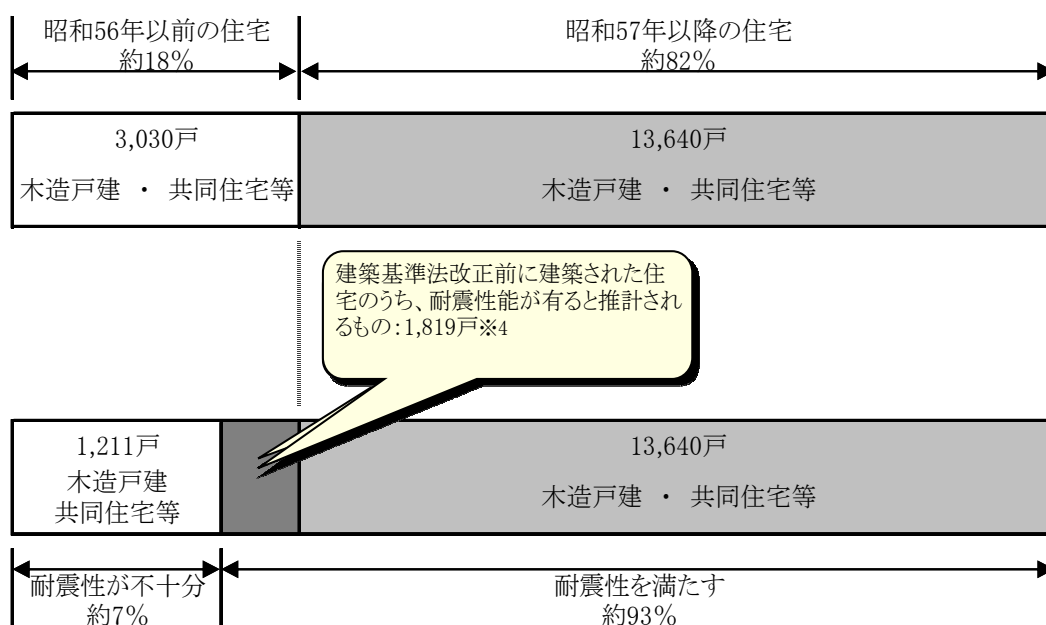 昭和56年以前の住宅
約18%
昭和57年以降の住宅
約82%
3,030戸
木造戸建 ・ 共同住宅等
13,640戸
木造戸建 ・ 共同住宅等
建築基準法改正前に建築された住
宅のうち、耐震性能が有ると推計され
るもの:1,819戸※4
1,211戸
木造戸建
共同住宅等
13,640戸
木造戸建 ・ 共同住宅等
耐震性が不十分
約7%
耐震性を満たす
約93%